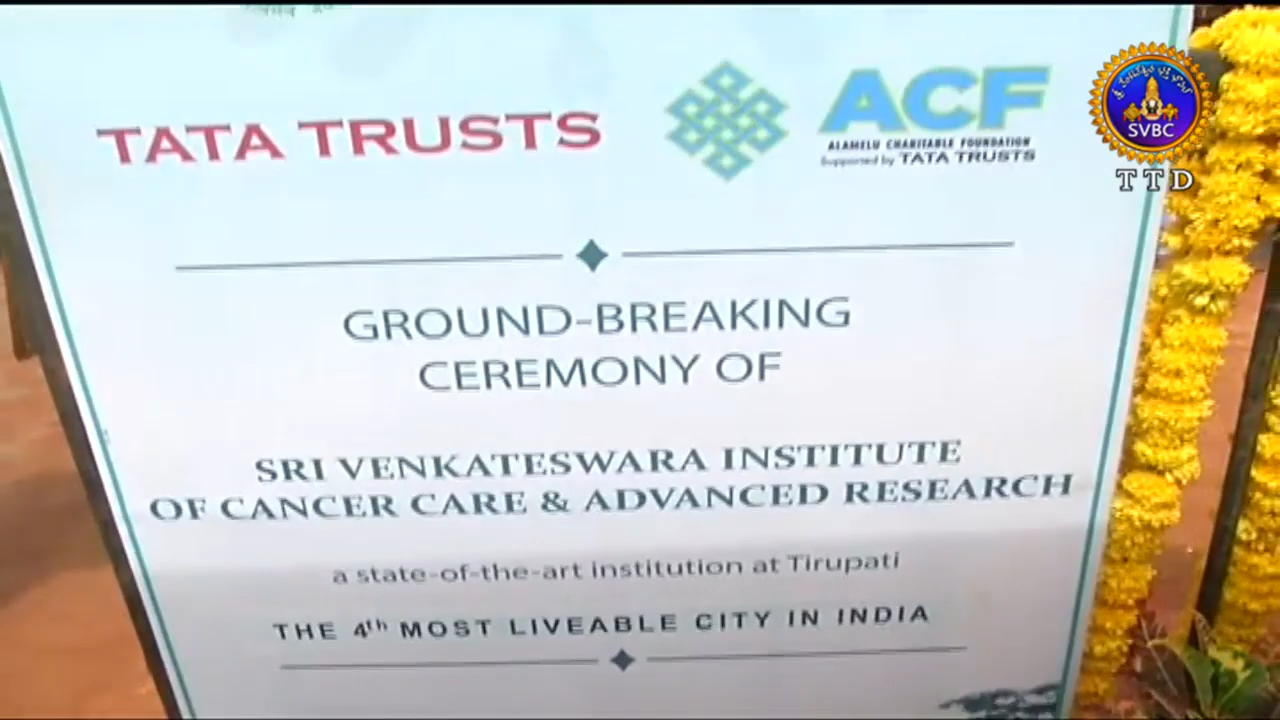 TATA TRUSTS
ACF
ALAMELU CHARITABLE FOUNDATION
Supported by TATA TRUSTS
SVBC
TTD
GROUND-BREAKING
CEREMONY OF
SRI VENKATESWARA INSTITUTE
OF CANCER CARE & ADVANCED RESEARCH
a state-of-the-art institution at Tirupati
THE 4th MOST LIVEABLE CITY IN INDIA